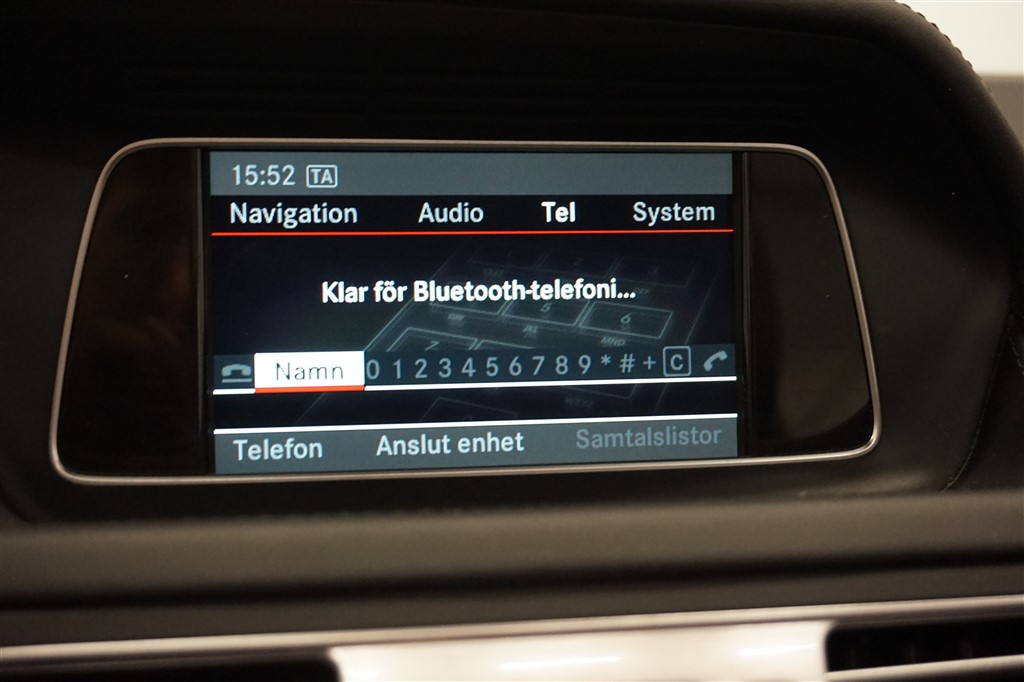 15:52 TA
Navigation Audio Tel System
Klar för Bluetooth-telefoni...
Namn 0 1 2 3 4 5 6 7 8 9 * # + C
Telefon Anslut enhet Samtalslistor